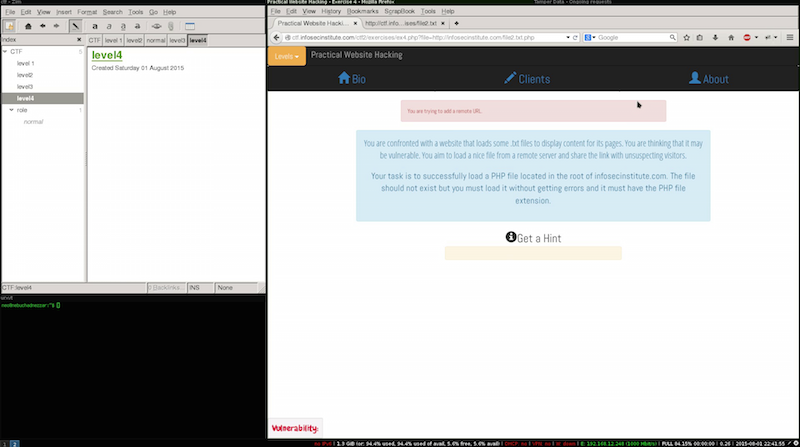 ctf - Zim
File Edit View Insert Format Search Tools Go Help
Index
CTF
level 1
level2
level3
level4
role
normal
CTF level 1 level2 normal level3 level4
level4
Created Saturday 01 August 2015
CTF:level4
INS
None
Practical Website Hacking - Exercise 4 - Mozilla Firefox
Tamper Data - Ongoing requests
File Edit View History Bookmarks ScrapBook Tools Help
Practical Website Hacking...
http://ctf.info...ises/file2.txt
ctf.infosecinstitute.com/ctf2/exercises/ex4.php?file=http://infosecinstitute.com/file2.txt.php
Google
Levels
Practical Website Hacking
Bio
Clients
About
You are trying to add a remote URL.
You are confronted with a website that loads some .txt files to display content for its pages. You are thinking that it may
be vulnerable. You aim to load a nice file from a remote server and share the link with unsuspecting visitors.
Your task is to successfully load a PHP file located in the root of infosecinstitute.com. The file
should not exist but you must load it without getting errors and it must have the PHP file
extension.
Get a Hint
Vulnerability:
1 2